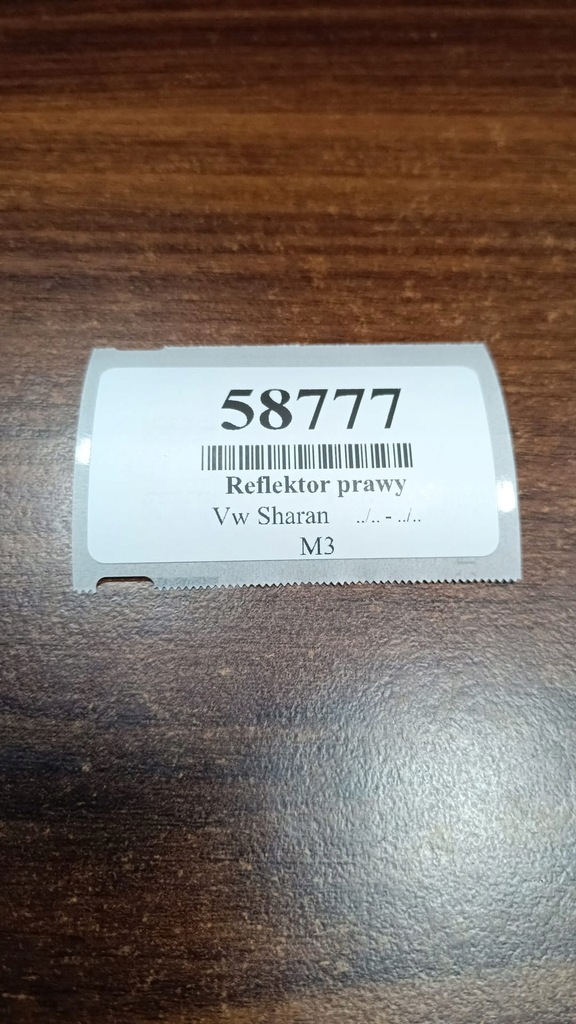 58777
Reflektor prawy
Vw Sharan ../.. - ../..
M3